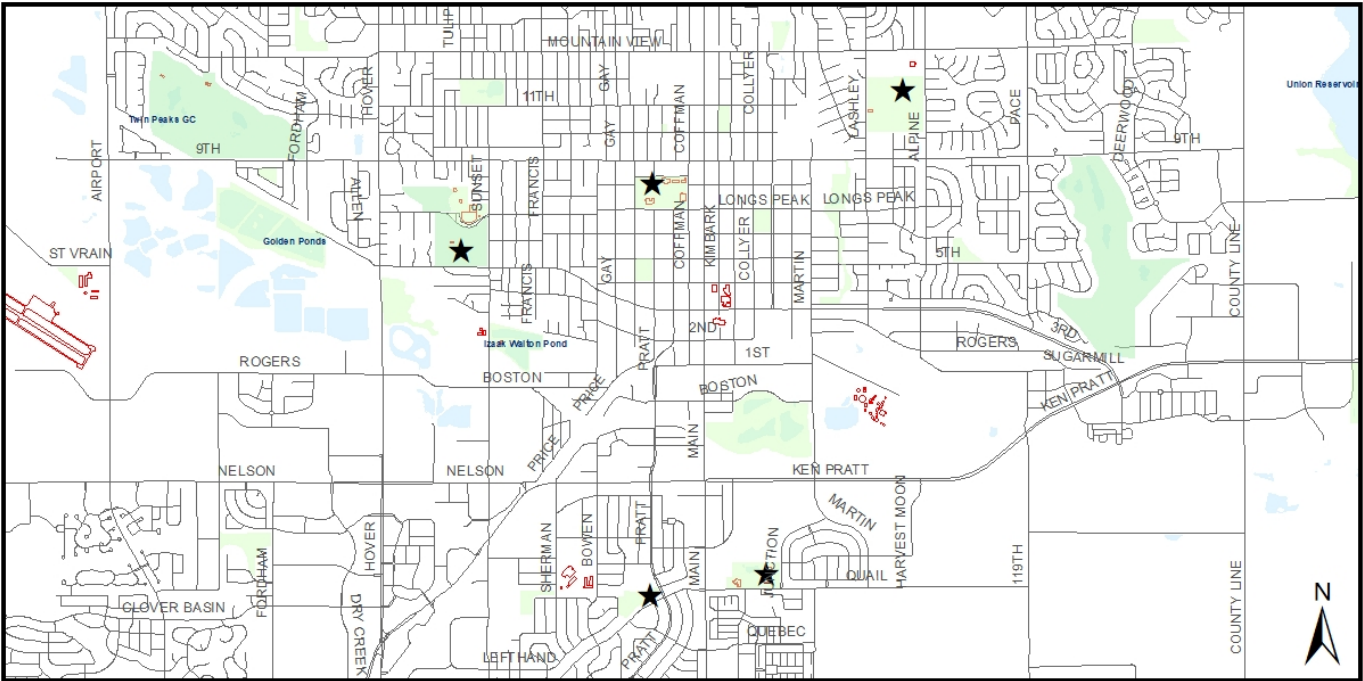 TULIP
MOUNTAIN VIEW
HOVER
11TH
GAY
COLLYER
COFFMAN
LASHLEY
ALPINE
PACE
DEERWOOD
Union Reservoir
Twin Peaks GC
FORDHAM
GAY
9TH
9TH
AIRPORT
ALLEN
SUNSET
FRANCIS
LONGS PEAK
LONGS PEAK
COFFMAN
KIMBARK
COLLYER
Golden Ponds
ST VRAIN
5TH
COUNTY LINE
GAY
MARTIN
FRANCIS
2ND
3RD
Izaak Walton Pond
PRATT
1ST
ROGERS
SUGARMILL
ROGERS
BOSTON
BOSTON
PRICE
KEN PRATT
MAIN
PRICE
NELSON
NELSON
KEN PRATT
MARTIN
HARVEST MOON
PRATT
HOVER
SHERMAN
BOWEN
MAIN
JUNCTION
QUAIL
119TH
FORDHAM
CLOVER BASIN
DRY CREEK
COUNTY LINE
N
QUEBEC
PRATT
LEFTHAND